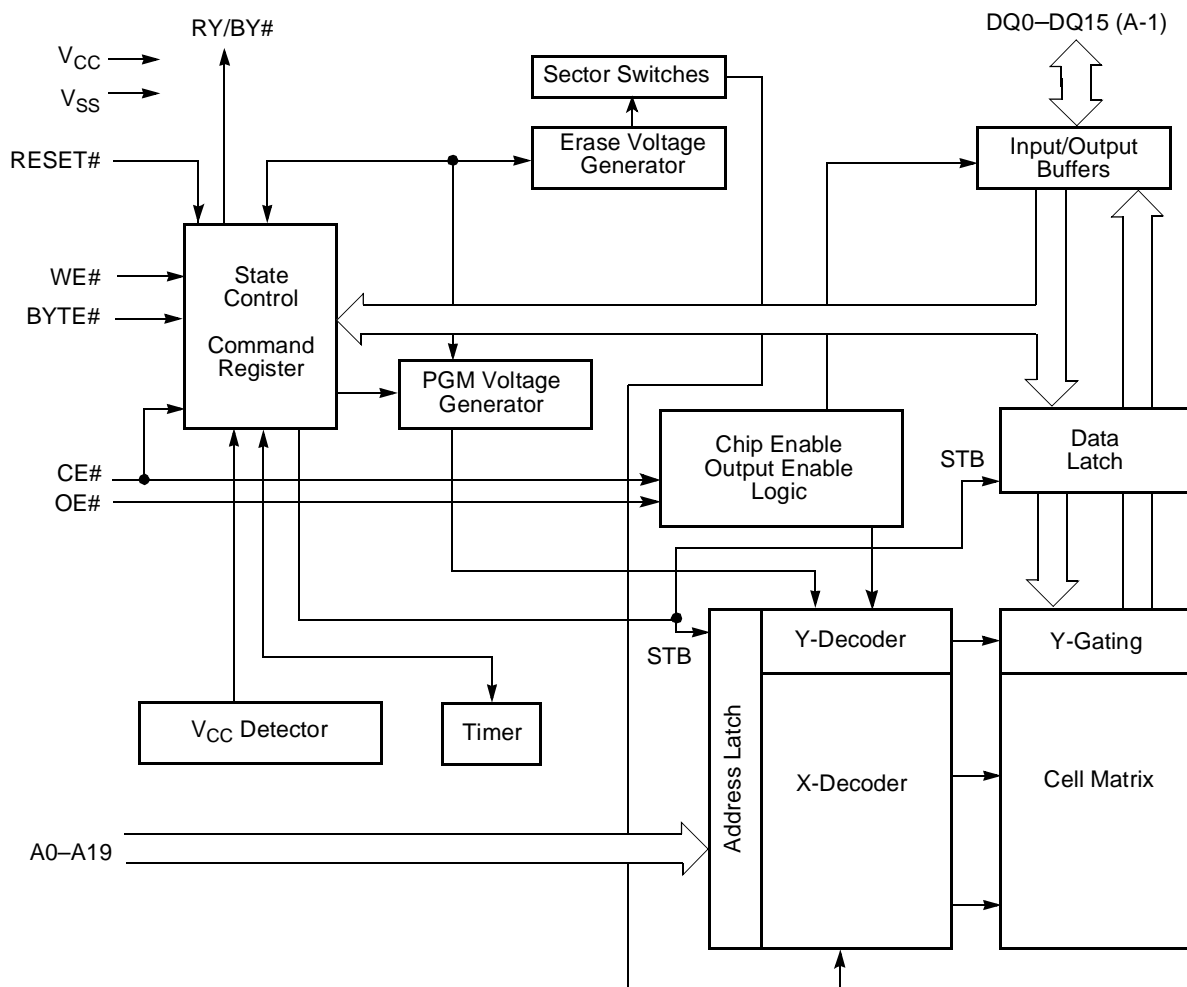 RY/BY#
DQ0–DQ15 (A-1)
VCC
VSS
Sector Switches
Erase Voltage
Generator
Input/Output
Buffers
RESET#
WE#
BYTE#
State
Control
Command
Register
PGM Voltage
Generator
Chip Enable
Output Enable
Logic
Data
Latch
STB
CE#
OE#
STB
Y-Decoder
Y-Gating
VCC Detector
Timer
Address Latch
X-Decoder
Cell Matrix
A0–A19